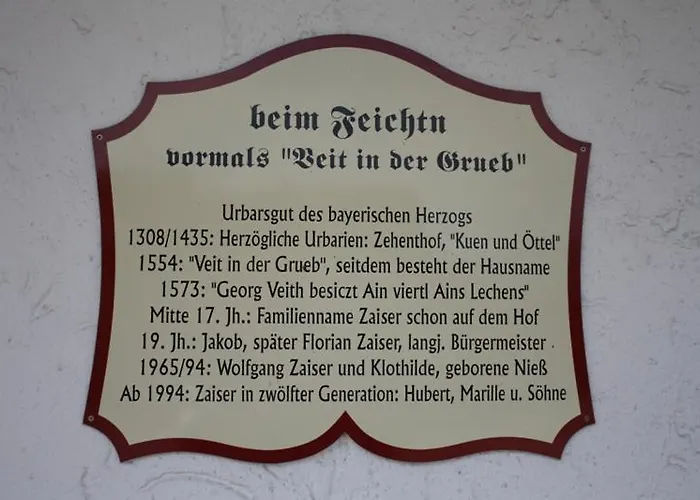 beim Feichtn
vormals "Veit in der Grueb"
Urbarsgut des bayerischen Herzogs
1308/1435: Herzögliche Urbarien: Zehenthof, "Kuen und Öttel"
1554: "Veit in der Grueb", seitdem besteht der Hausname
1573: "Georg Veith besiczt Ain viertl Ains Lechens"
Mitte 17. Jh.: Familienname Zaiser schon auf dem Hof
19. Jh.: Jakob, später Florian Zaiser, langj. Bürgermeister .
1965/94: Wolfgang Zaiser und Klothilde, geborene Nieß
Ab 1994: Zaiser in zwölfter Generation: Hubert, Marille u. Söhne